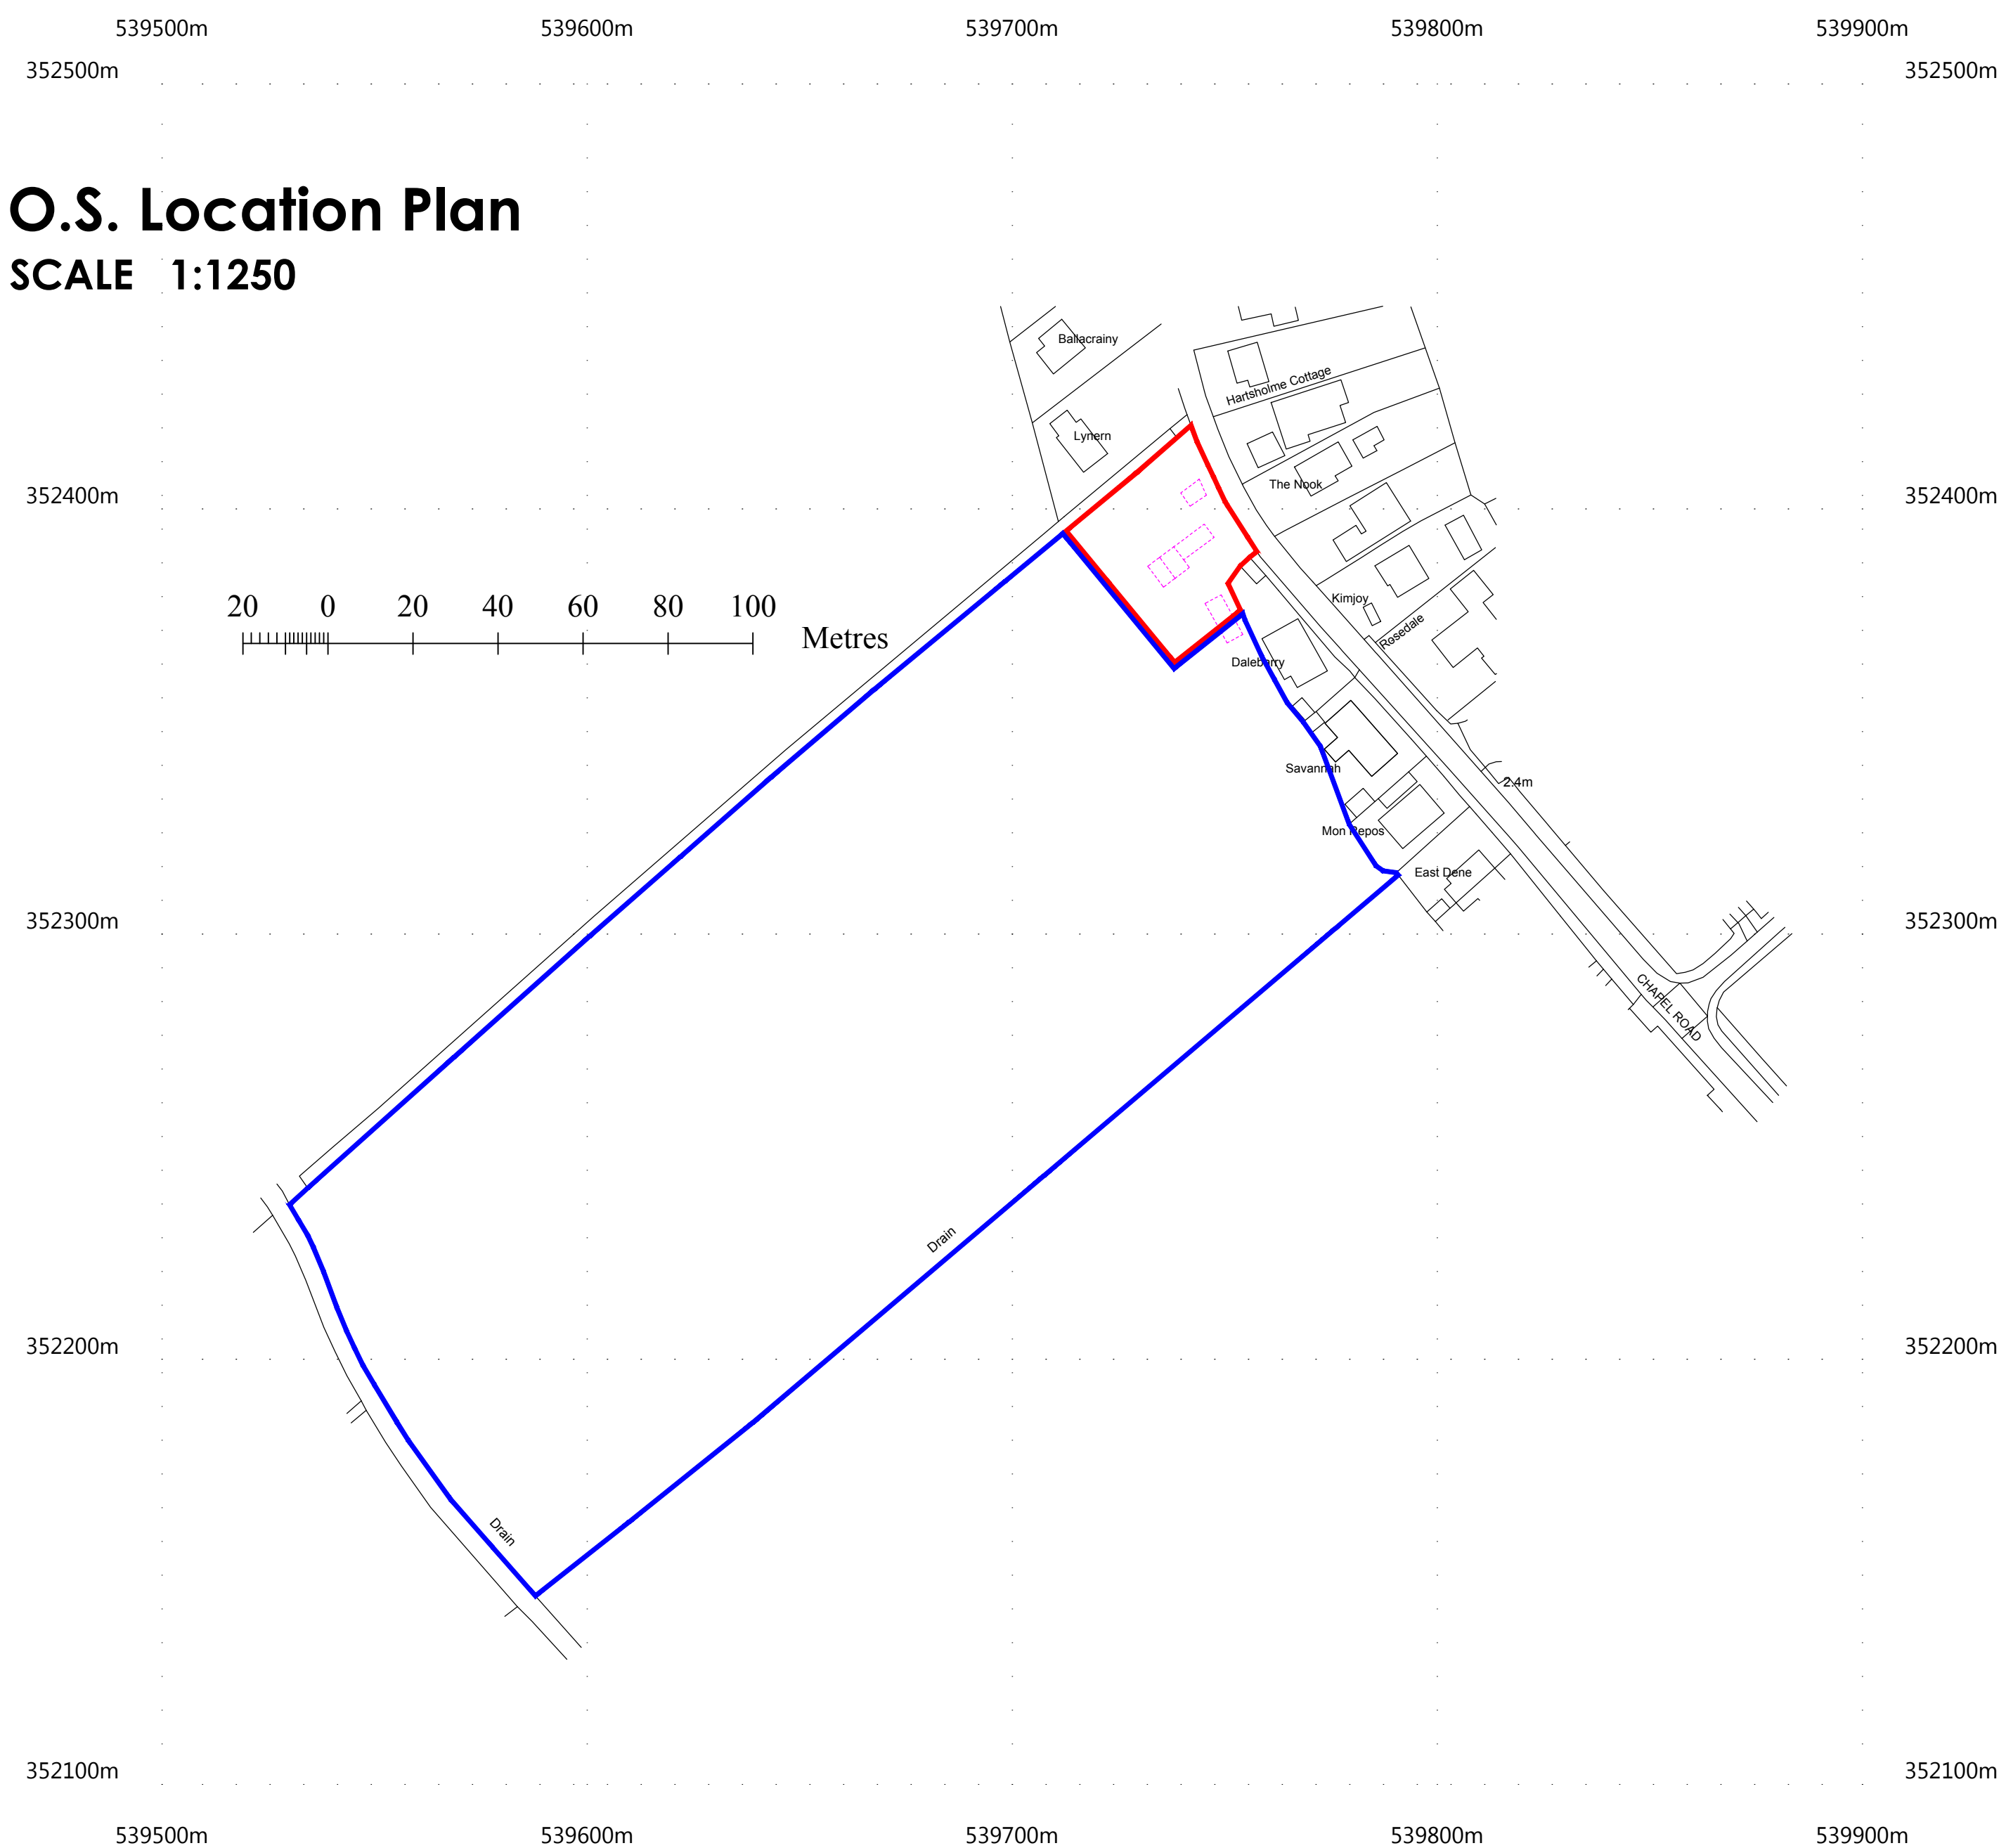 539500m 539600m 539700m 539800m 539900m
352500m 352500m
O.S. Location Plan
SCALE 1:1250
Ballacrainy
Hartsholme Cottage
Lynern
The Nook
352400m 352400m
Kimjoy
20 0 20 40 60 80 100
Metres
Rosedale
Dalebarry
Savannah
2.4m
Mon Repos
East Dene
352300m 352300m
CHAPEL ROAD
Drain
352200m 352200m
Drain
352100m 352100m
539500m 539600m 539700m 539800m 539900m